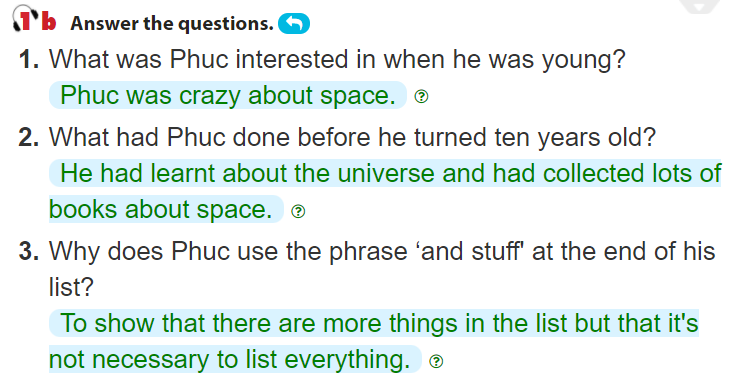 1b Answer the questions.
1. What was Phuc interested in when he was young?
Phuc was crazy about space. ?
2. What had Phuc done before he turned ten years old?
He had learnt about the universe and had collected lots of
books about space. ?
3. Why does Phuc use the phrase ‘and stuff' at the end of his
list?
To show that there are more things in the list but that it's
not necessary to list everything. ?